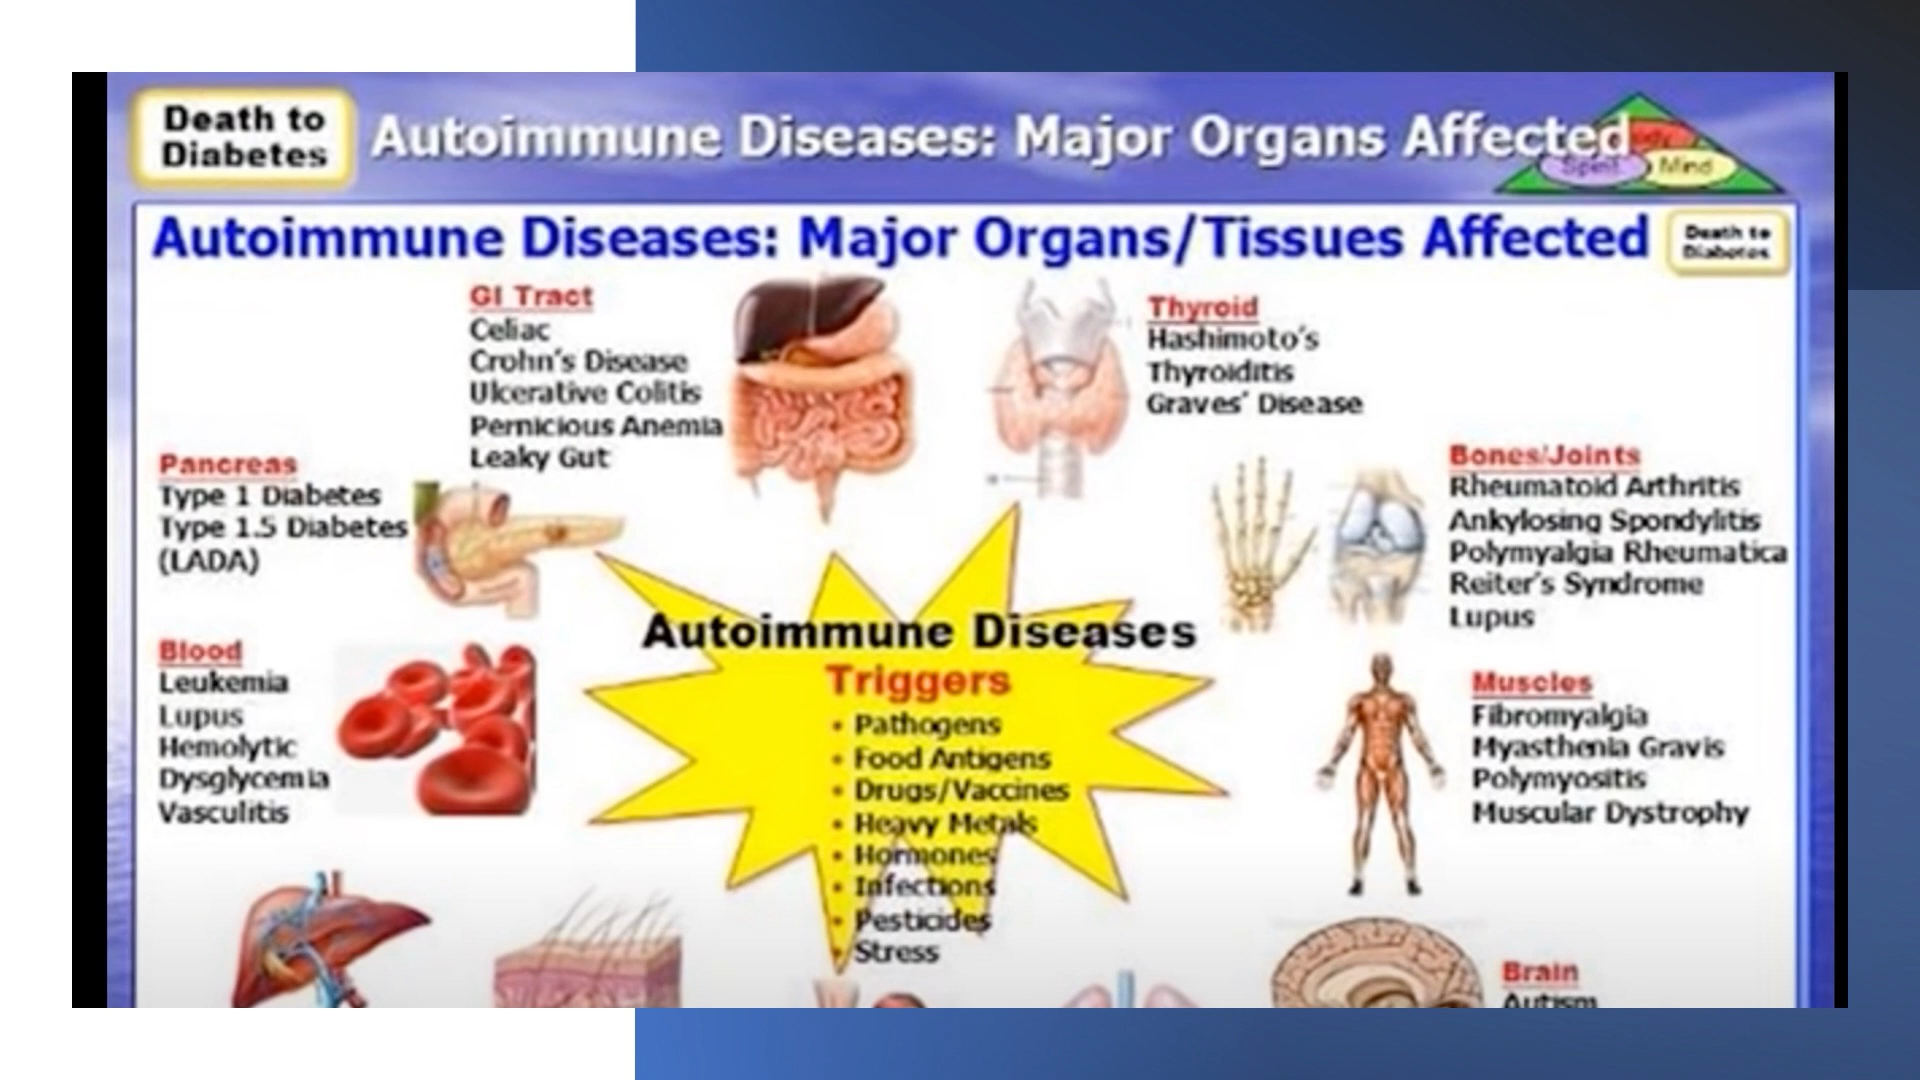 Death to
Diabetes
Autoimmune Diseases: Major Organs Affected
Body
Spirit
Mind
Autoimmune Diseases: Major Organs/Tissues Affected
Death to
Diabetes
GI Tract
Celiac
Crohn's Disease
Ulcerative Colitis
Pernicious Anemia
Leaky Gut
Thyroid
Hashimoto's
Thyroiditis
Graves' Disease
Pancreas
Type 1 Diabetes
Type 1.5 Diabetes
(LADA)
Bones/Joints
Rheumatoid Arthritis
Ankylosing Spondylitis
Polymyalgia Rheumatica
Reiter's Syndrome
Lupus
Blood
Leukemia
Lupus
Hemolytic
Dysglycemia
Vasculitis
Autoimmune Diseases
Triggers
• Pathogens
• Food Antigens
• Drugs/Vaccines
• Heavy Metals
• Hormones
• Infections
• Pesticides
• Stress
Muscles
Fibromyalgia
Myasthenia Gravis
Polymyositis
Muscular Dystrophy
Brain
Autism